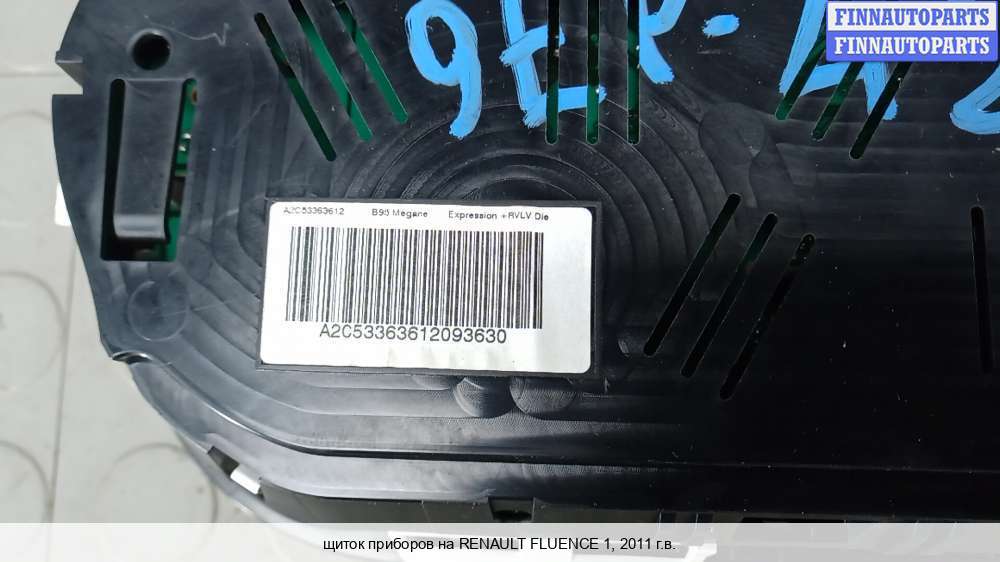 FINNAUTOPARTS
FINNAUTOPARTS
A2C53363612 B95 Megane Expression +RVLV Die
A2C53363612093630
щиток приборов на RENAULT FLUENCE 1, 2011 г.в.